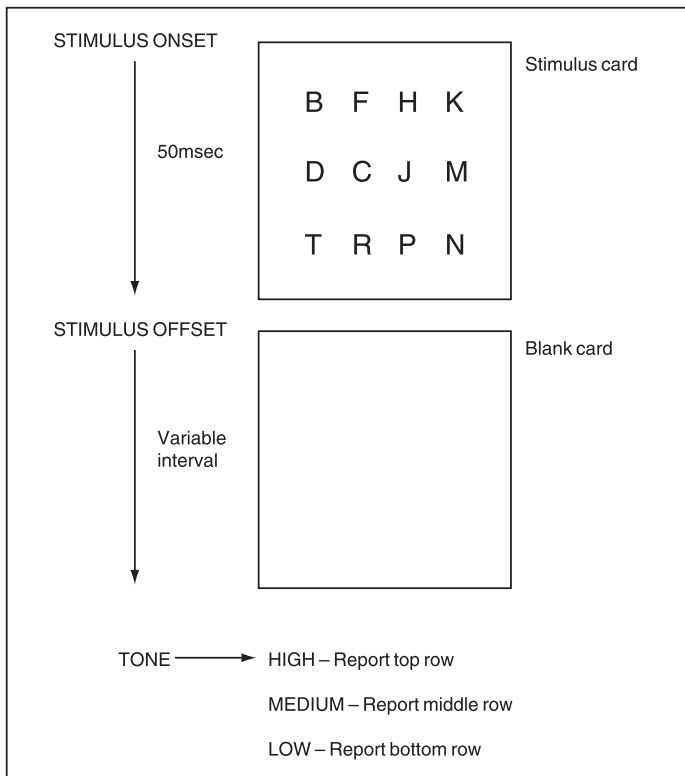 STIMULUS ONSET
Stimulus card
B F H K
50msec
D C J M
T R P N
STIMULUS OFFSET
Blank card
Variable
interval
TONE HIGH – Report top row
MEDIUM – Report middle row
LOW – Report bottom row